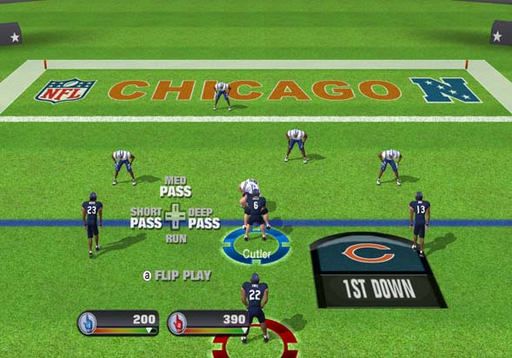 NFL CHICAGO N
MED
PASS
SHORT DEEP
PASS PASS
RUN
23
6
13
Cutler
a FLIP PLAY
C
1ST DOWN
22
200 390